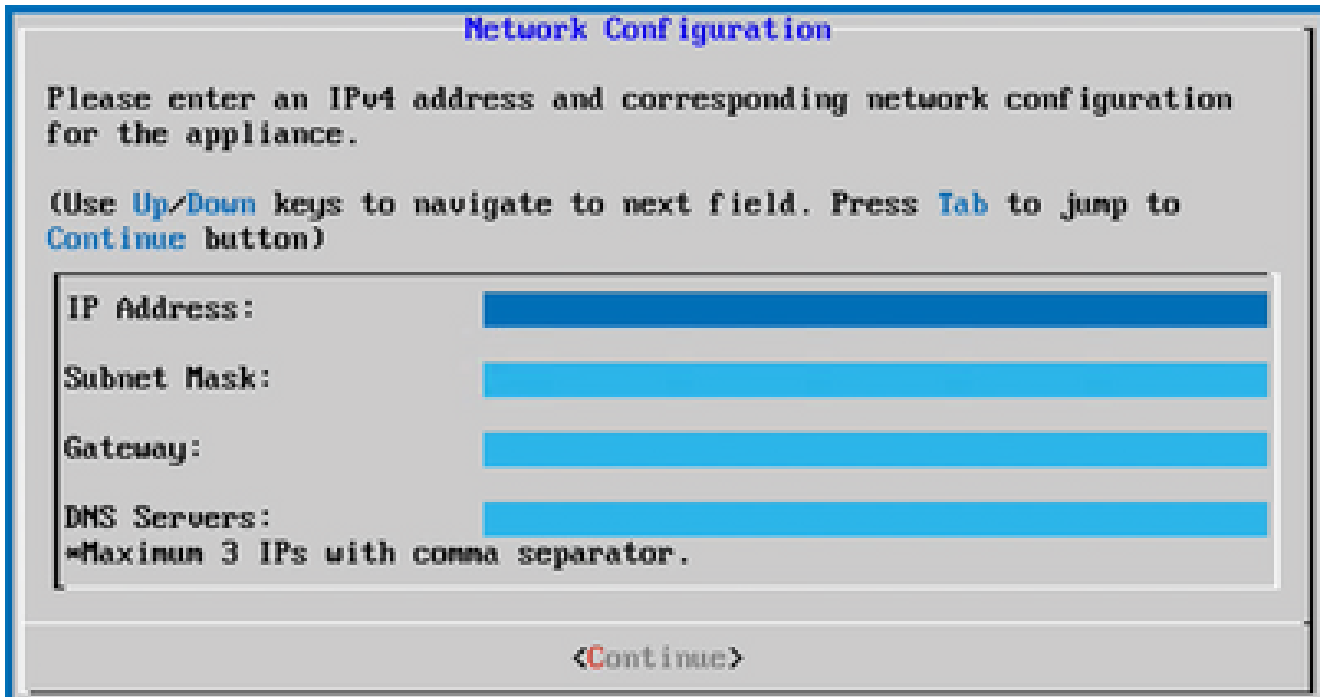 Network Configuration
Please enter an IPv4 address and corresponding network configuration
for the appliance.
(Use Up/Down keys to navigate to next field. Press Tab to jump to
Continue button)
IP Address:
Subnet Mask:
Gateway:
DNS Servers:
*Maximum 3 IPs with comma separator.
<Continue>